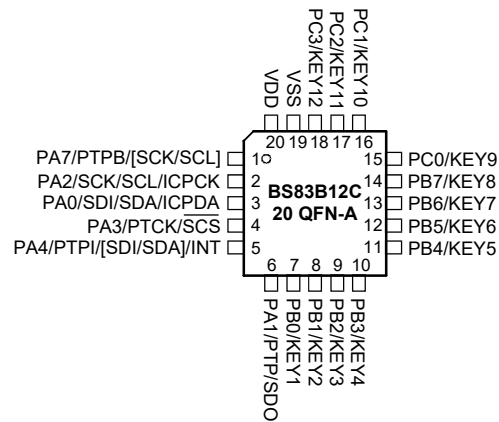 PC3/KEY12
PC2/KEY11
PC1/KEY10
VDD
VSS
20 19 18 17 16
PA7/PTPB/[SCK/SCL] 1
PA2/SCK/SCL/ICPCK 2
PA0/SDI/SDA/ICPDA 3
PA3/PTCK/SCS 4
PA4/PTPI/[SDI/SDA]/INT 5
BS83B12C
20 QFN-A
15 PC0/KEY9
14 PB7/KEY8
13 PB6/KEY7
12 PB5/KEY6
11 PB4/KEY5
6 7 8 9 10
PA1/PTP/SDO
PB0/KEY1
PB1/KEY2
PB2/KEY3
PB3/KEY4